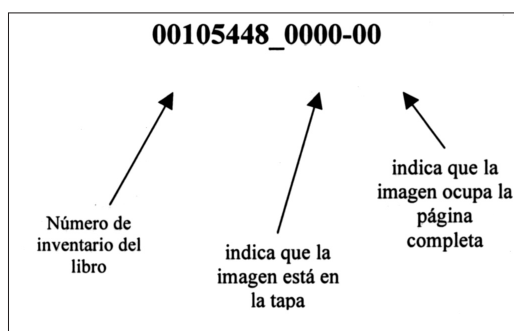 00105448_0000-00
indica que la
imagen ocupa la
página
completa
Número de
inventario del
libro
indica que la
imagen está en
la tapa